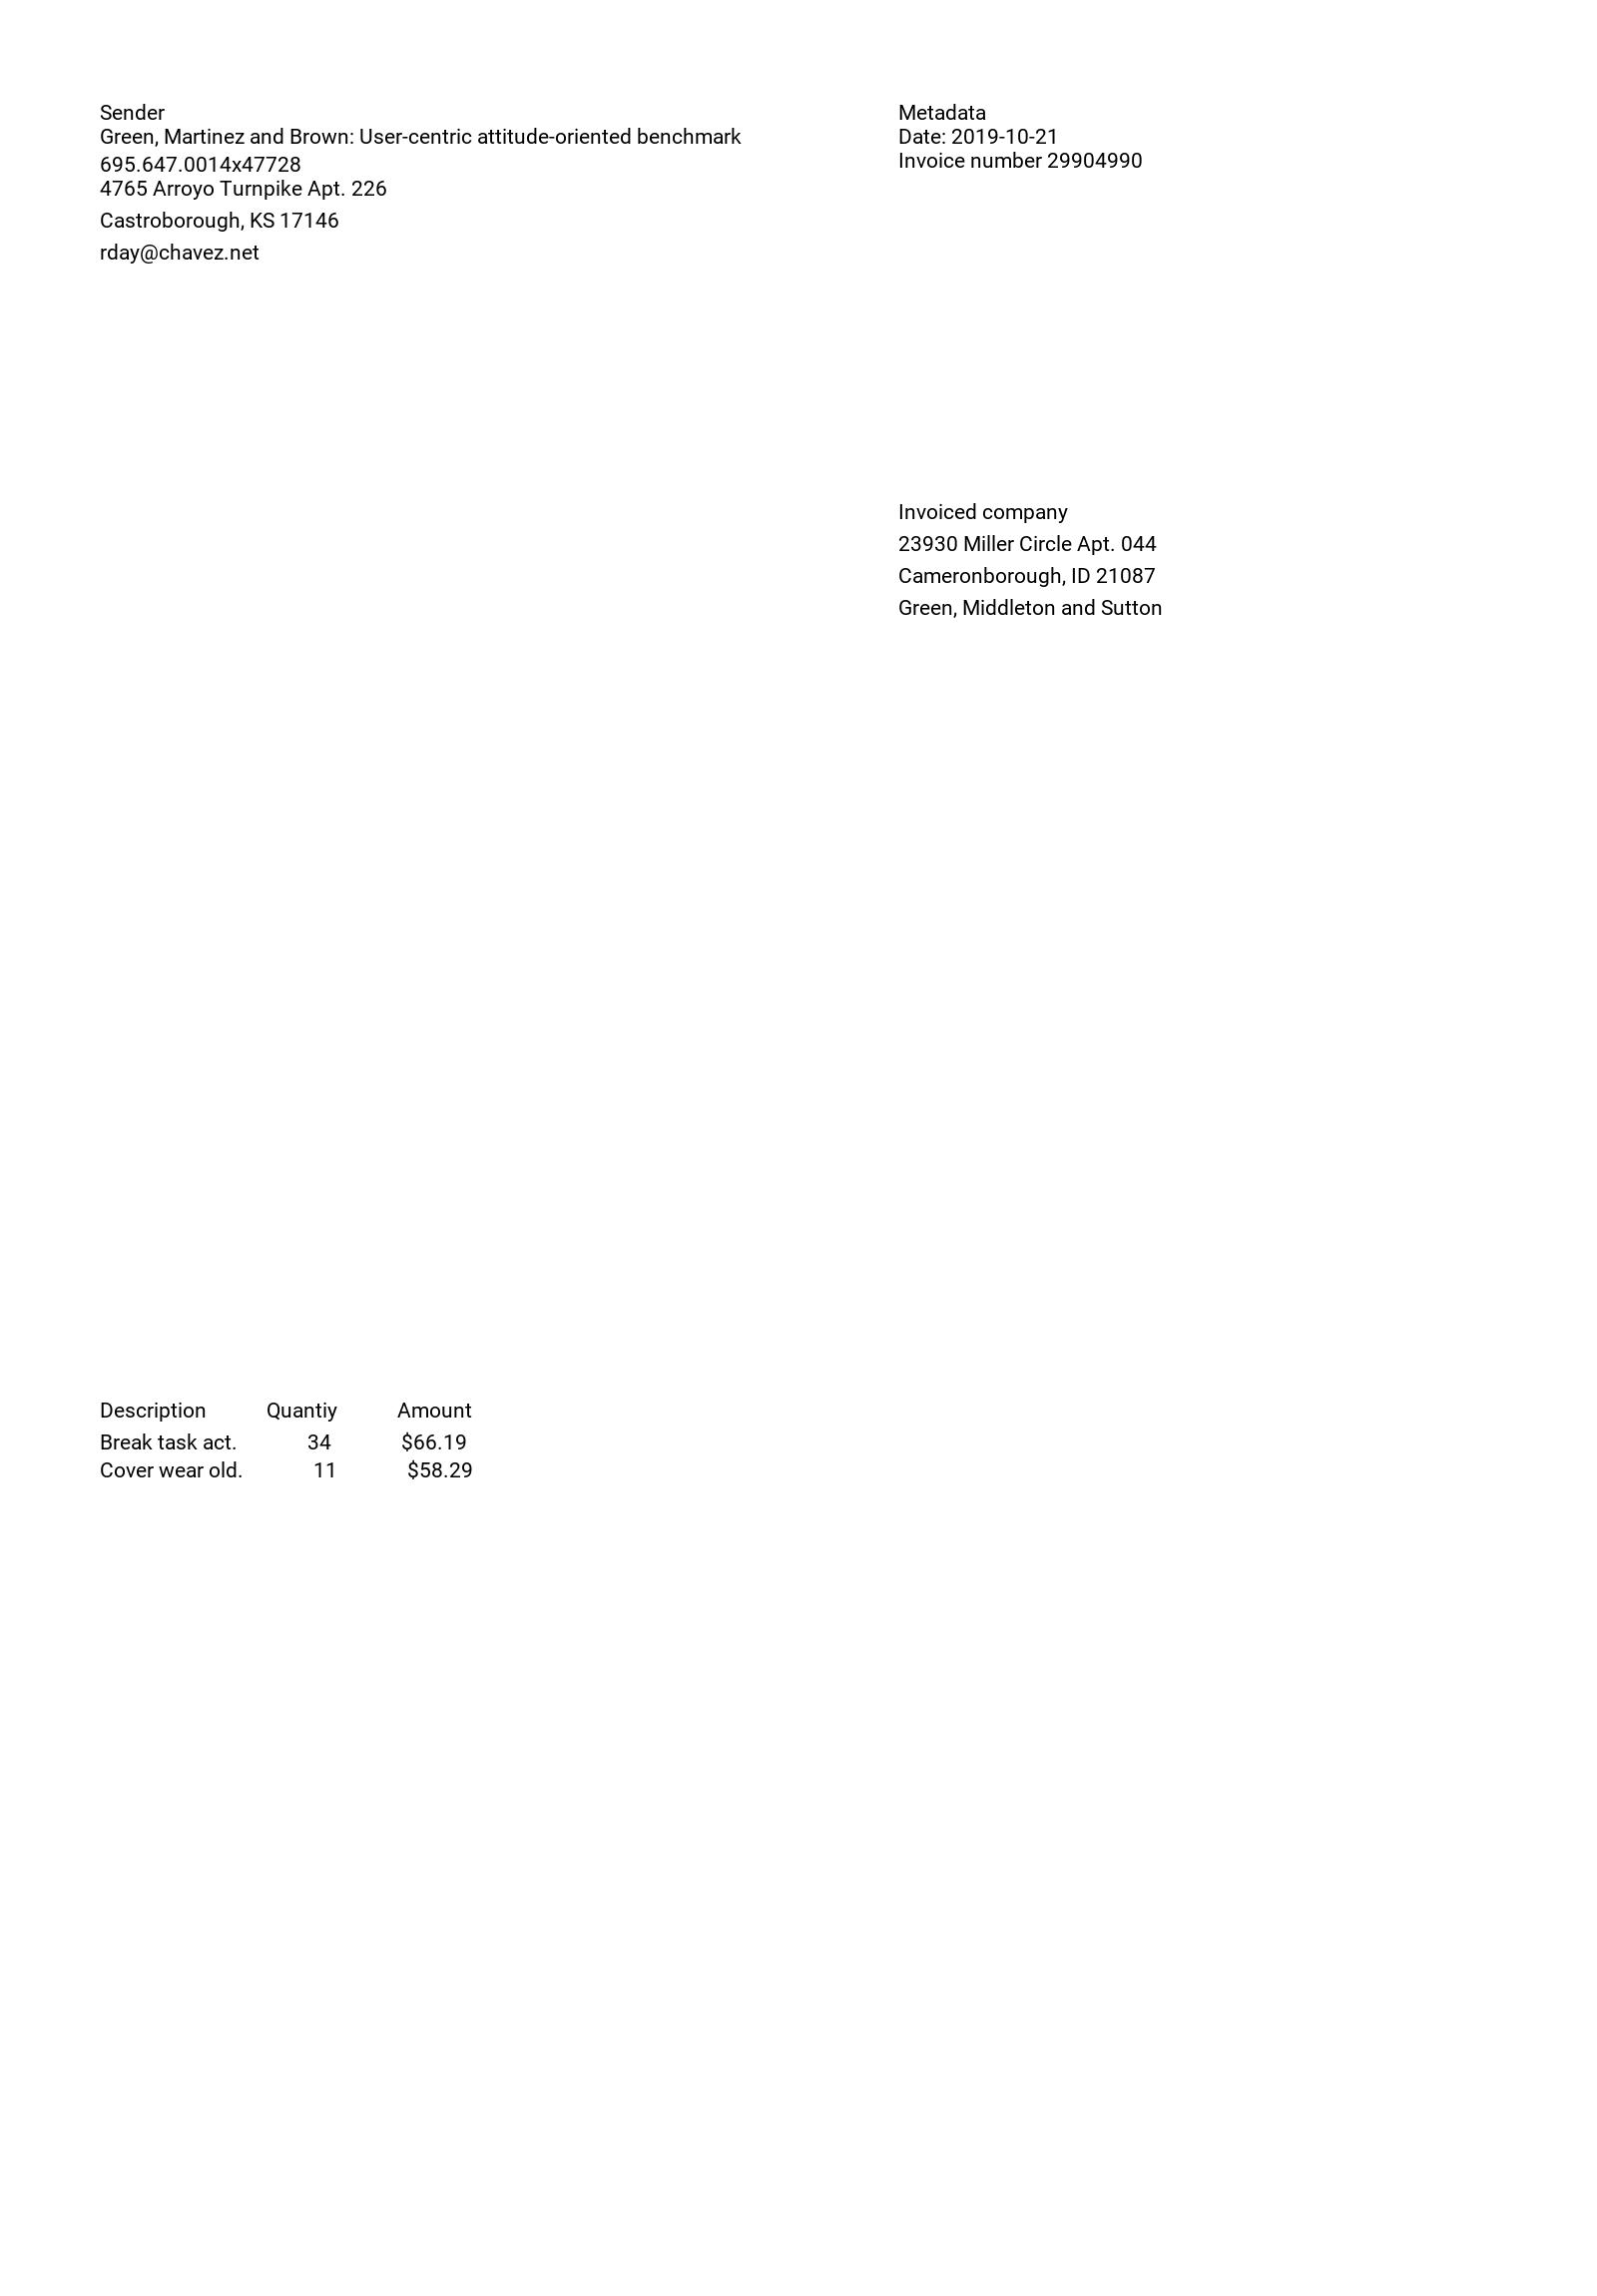 Sender
Green, Martinez and Brown: User-centric attitude-oriented benchmark
695.647.0014x47728
4765 Arroyo Turnpike Apt. 226
Castroborough, KS 17146
rday@chavez.net
Metadata
Date: 2019-10-21
Invoice number 29904990
Invoiced company
23930 Miller Circle Apt. 044
Cameronborough, ID 21087
Green, Middleton and Sutton
Description Quantiy Amount
Break task act. 34 $66.19
Cover wear old. 11 $58.29